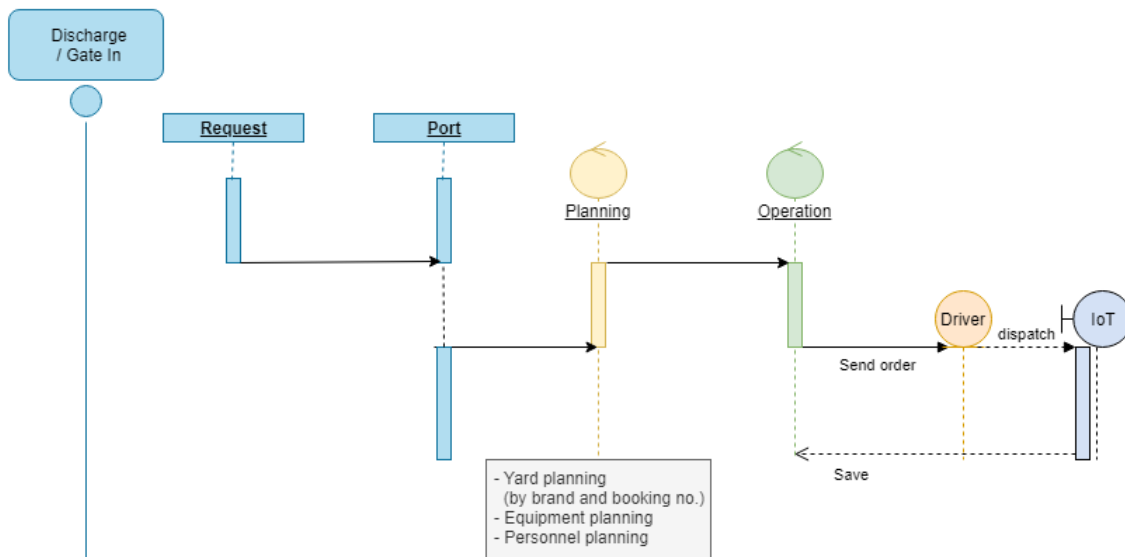 Discharge
/ Gate In
Request
Port
Planning
Operation
Driver
dispatch
IoT
Send order
Save
- Yard planning
(by brand and booking no.)
- Equipment planning
- Personnel planning